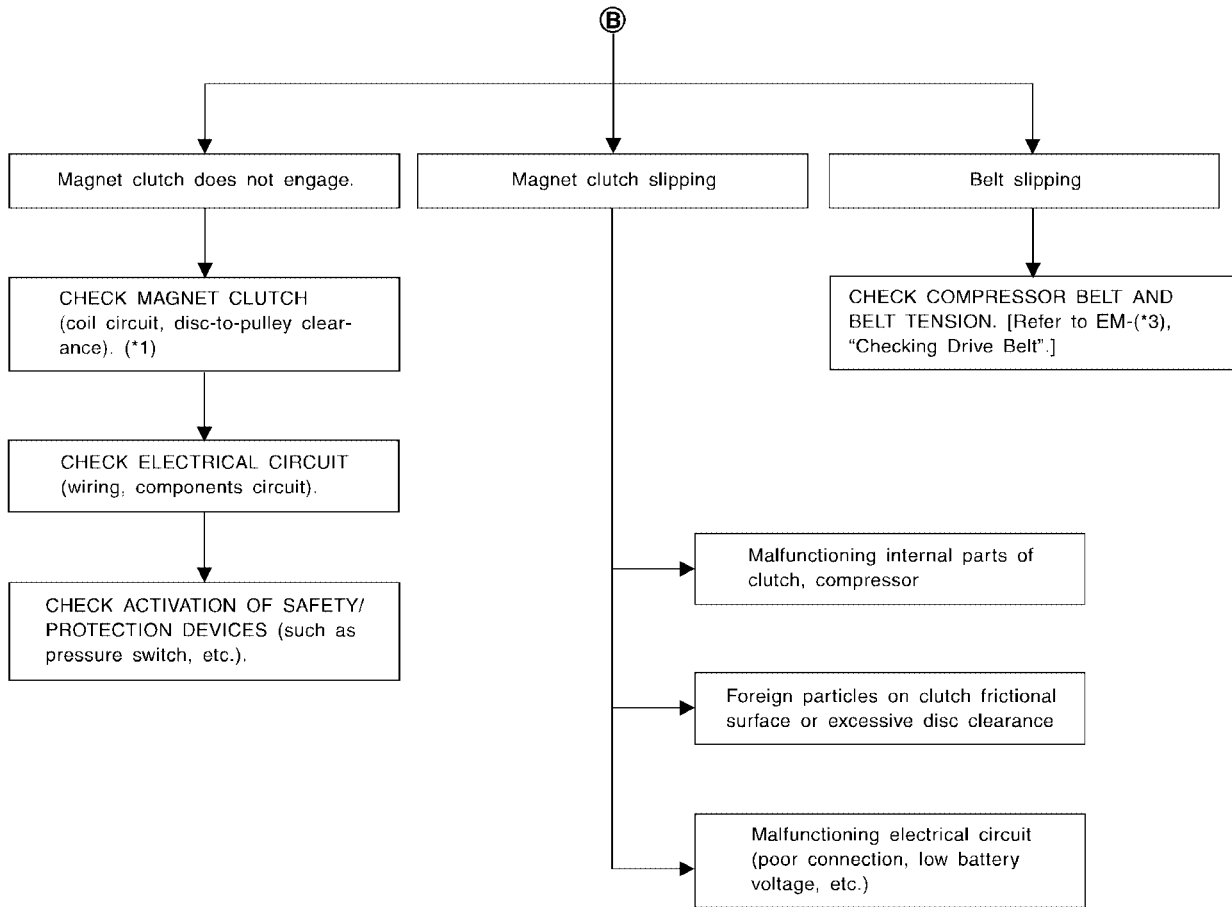 B
Magnet clutch does not engage.
Magnet clutch slipping
Belt slipping
CHECK MAGNET CLUTCH
(coil circuit, disc-to-pulley clear-
ance). (*1)
CHECK COMPRESSOR BELT AND
BELT TENSION. [Refer to EM-(*3),
“Checking Drive Belt”.]
CHECK ELECTRICAL CIRCUIT
(wiring, components circuit).
CHECK ACTIVATION OF SAFETY/
PROTECTION DEVICES (such as
pressure switch, etc.).
Malfunctioning internal parts of
clutch, compressor
Foreign particles on clutch frictional
surface or excessive disc clearance
Malfunctioning electrical circuit
(poor connection, low battery
voltage, etc.)